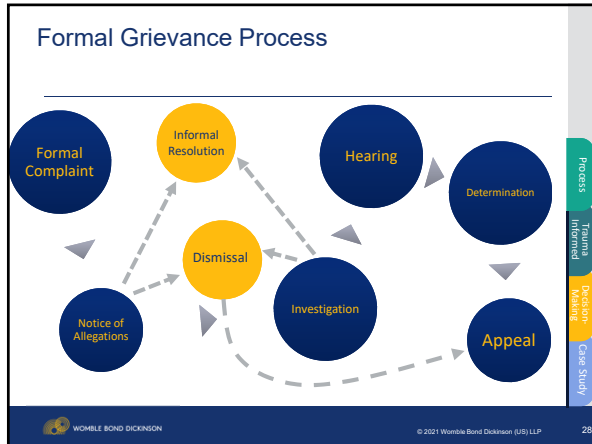 Formal Grievance Process
Formal
Complaint
Informal
Resolution
Hearing
Determination
Dismissal
Notice of
Allegations
Investigation
Appeal
Process
Trauma
Informed
Decision-
Making
Case Study
WOMBLE BOND DICKINSON
© 2021 Womble Bond Dickinson (US) LLP
28